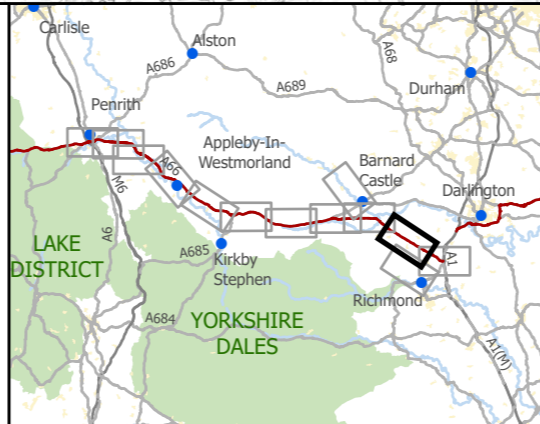 Carlisle
Alston
A68
A686
A689
Durham
Penrith
Appleby-In-
Westmorland
A66
Barnard
Castle
Darlington
M6
A6
LAKE
DISTRICT
A685
Kirkby
Stephen
A1
Richmond
A684
YORKSHIRE
DALES
A1(M)